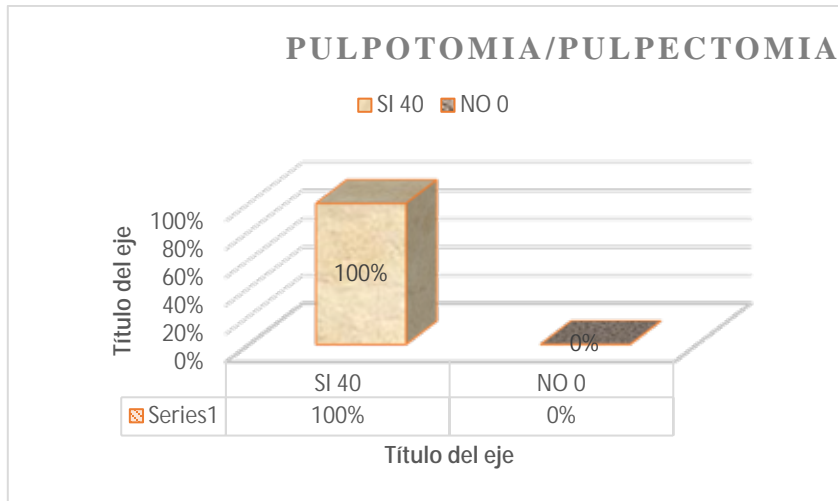 PULPOTOMIA/PULPECTOMIA
SI 40 NO 0
100%
80%
60%
40%
20%
0%
Título del eje
100%
0%
SI 40 NO 0
Series1 100% 0%
Título del eje